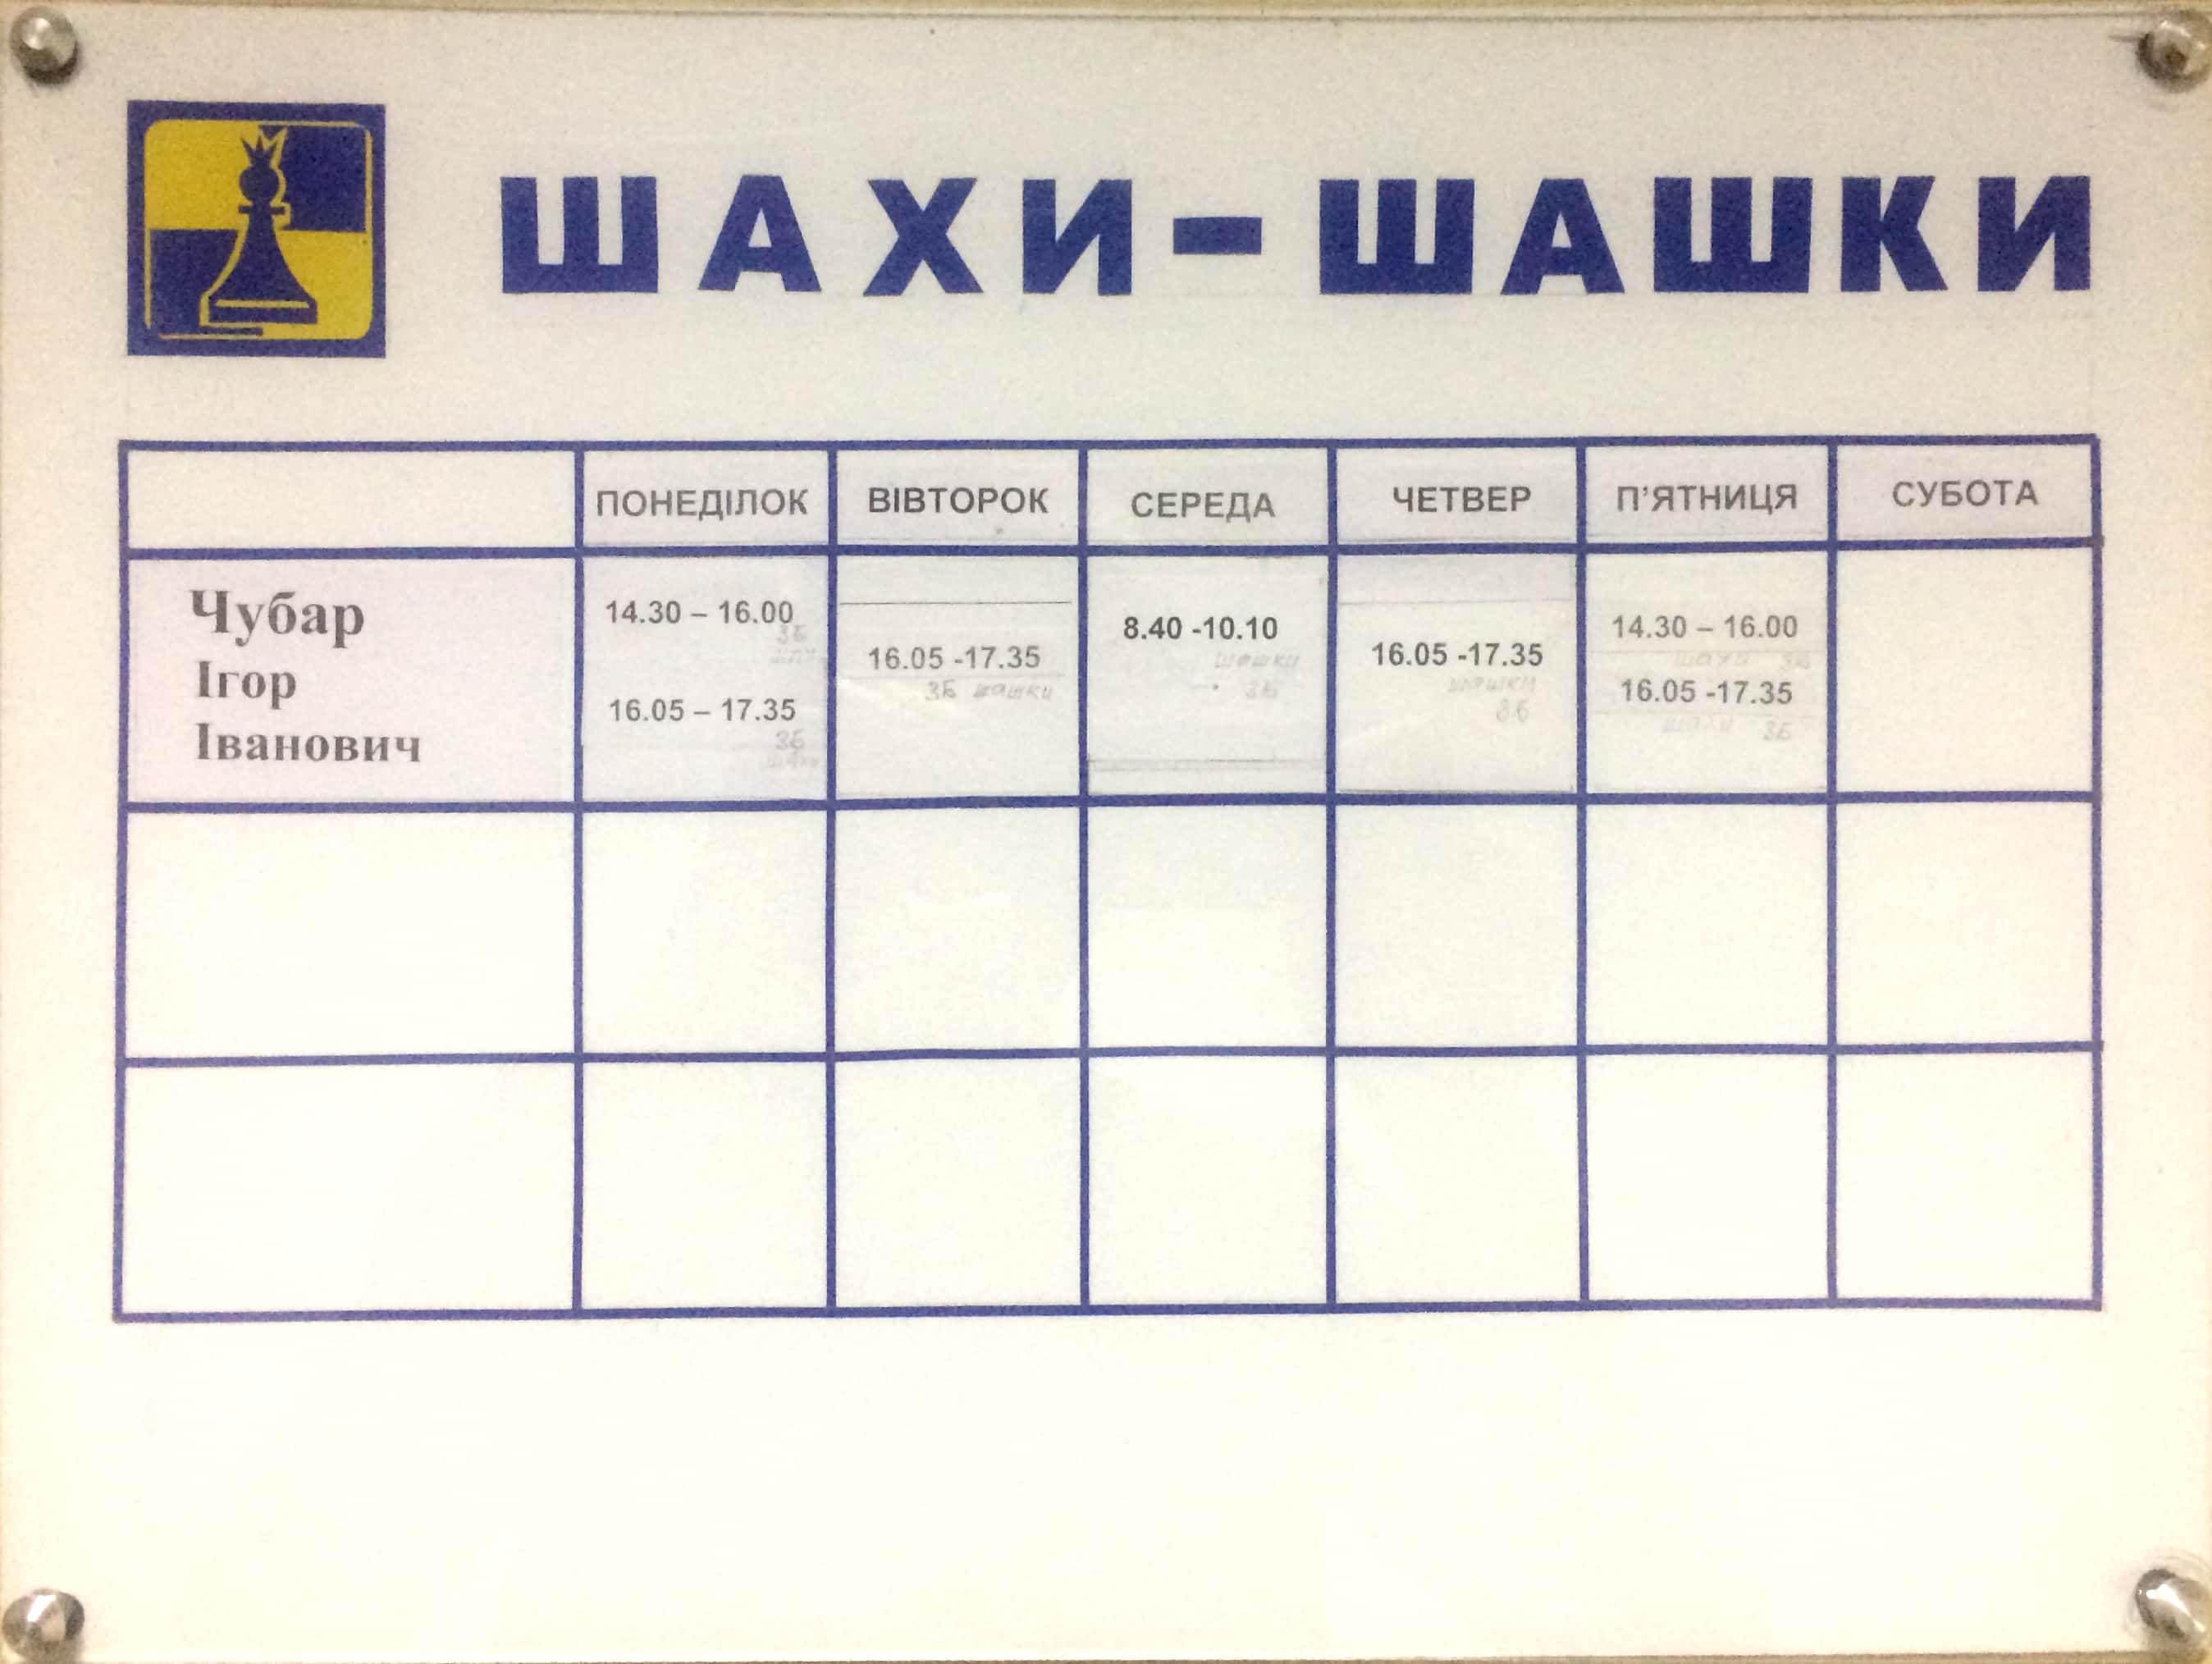 ШАХИ-ШАШКИ
ПОНЕДІЛОК ВІВТОРОК СЕРЕДА ЧЕТВЕР П'ЯТНИЦЯ СУБОТА
Чубар
Ігор
Іванович
14.30 – 16.00
3Б
16.05 – 17.35
3Б
шахи
16.05 -17.35
3Б шашки
8.40 -10.10
шашки
3Б
16.05 -17.35
шашки
3Б
14.30 – 16.00
шахи 3Б
16.05 -17.35
шахи 3Б